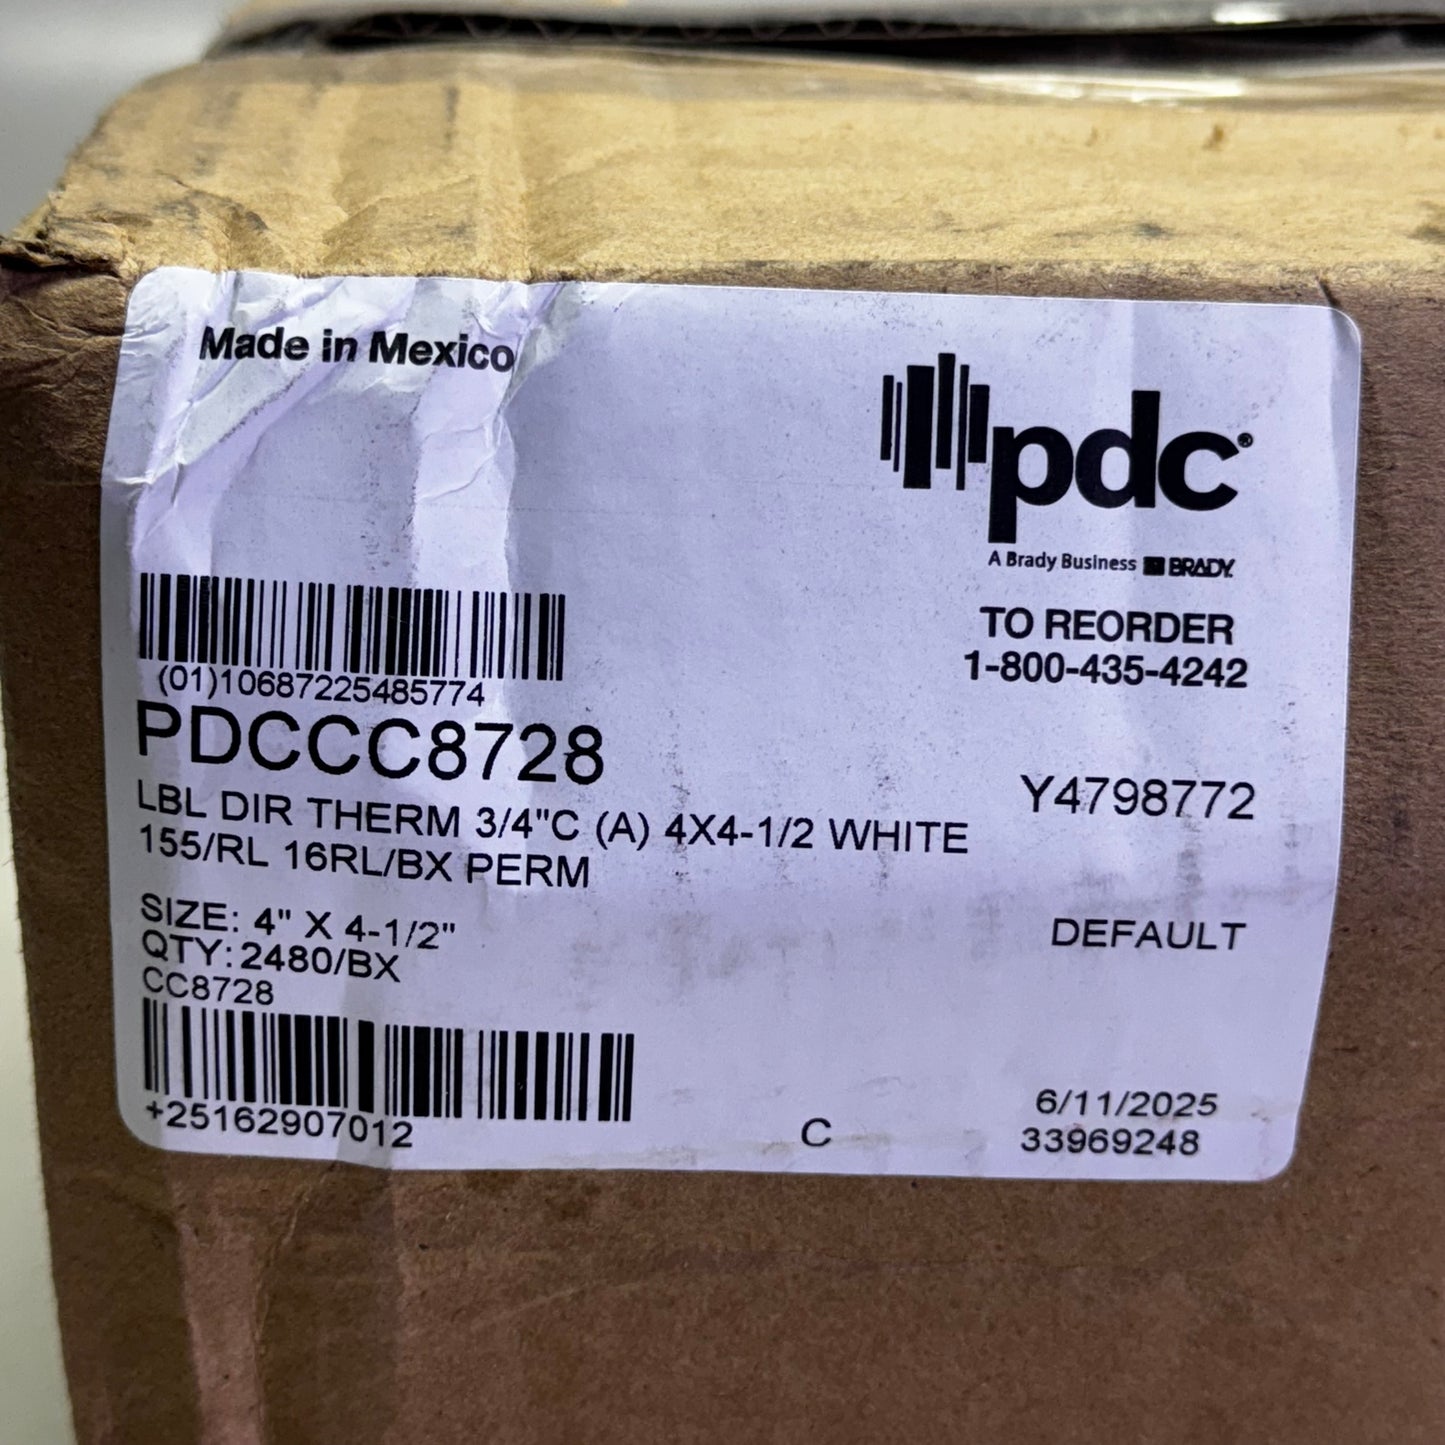 Made in Mexico
pdc®
A Brady Business BRADY.
TO REORDER
1-800-435-4242
(01)10687225485774
PDCCC8728
LBL DIR THERM 3/4"C (A) 4X4-1/2 WHITE
155/RL 16RL/BX PERM
Y4798772
SIZE: 4" X 4-1/2"
QTY:2480/BX
CC8728
DEFAULT
+25162907012
C
6/11/2025
33969248